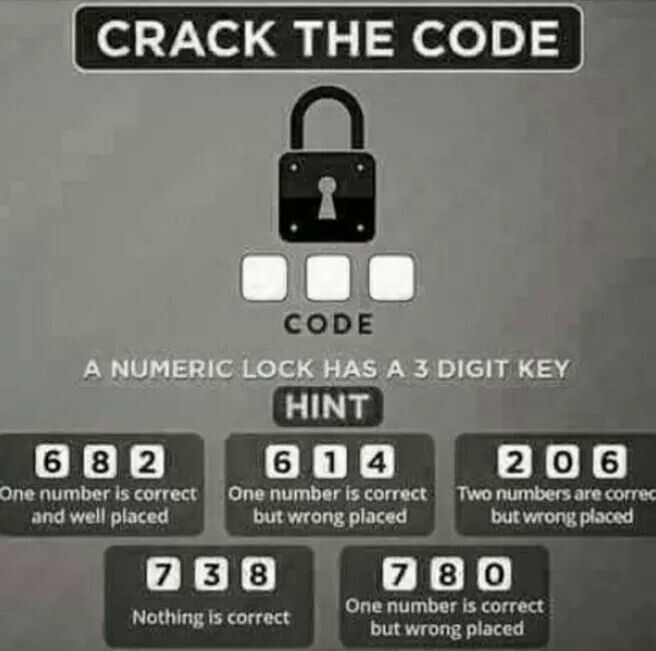 CRACK THE CODE
CODE
A NUMERIC LOCK HAS A 3 DIGIT KEY
HINT
6 8 2
One number is correct
and well placed
6 1 4
One number is correct
but wrong placed
2 0 6
Two numbers are correc
but wrong placed
7 3 8
Nothing is correct
7 8 0
One number is correct
but wrong placed